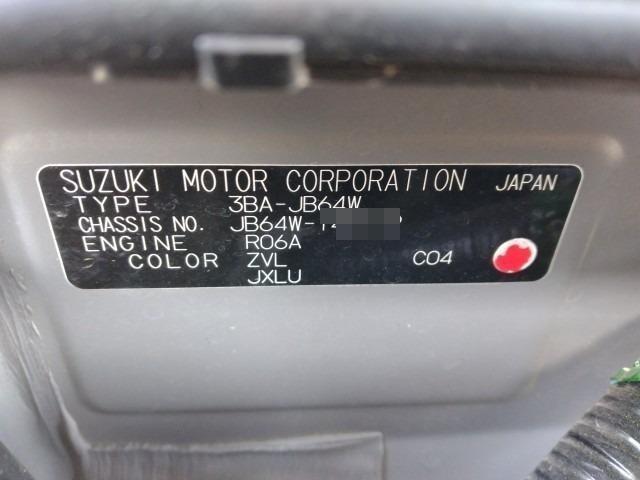 SUZUKI MOTOR CORPORATION JAPAN
TYPE 3BA-JB64W
CHASSIS NO. JB64W-
ENGINE R06A
COLOR ZVL C04
JXLU